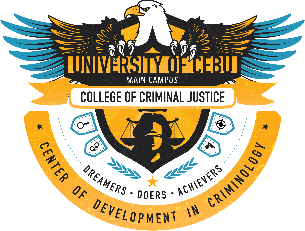 UNIVERSITY OF CEBU
MAIN CAMPUS
COLLEGE OF CRIMINAL JUSTICE
DREAMERS • DOERS • ACHIEVERS
★ CENTER OF DEVELOPMENT IN CRIMINOLOGY ★